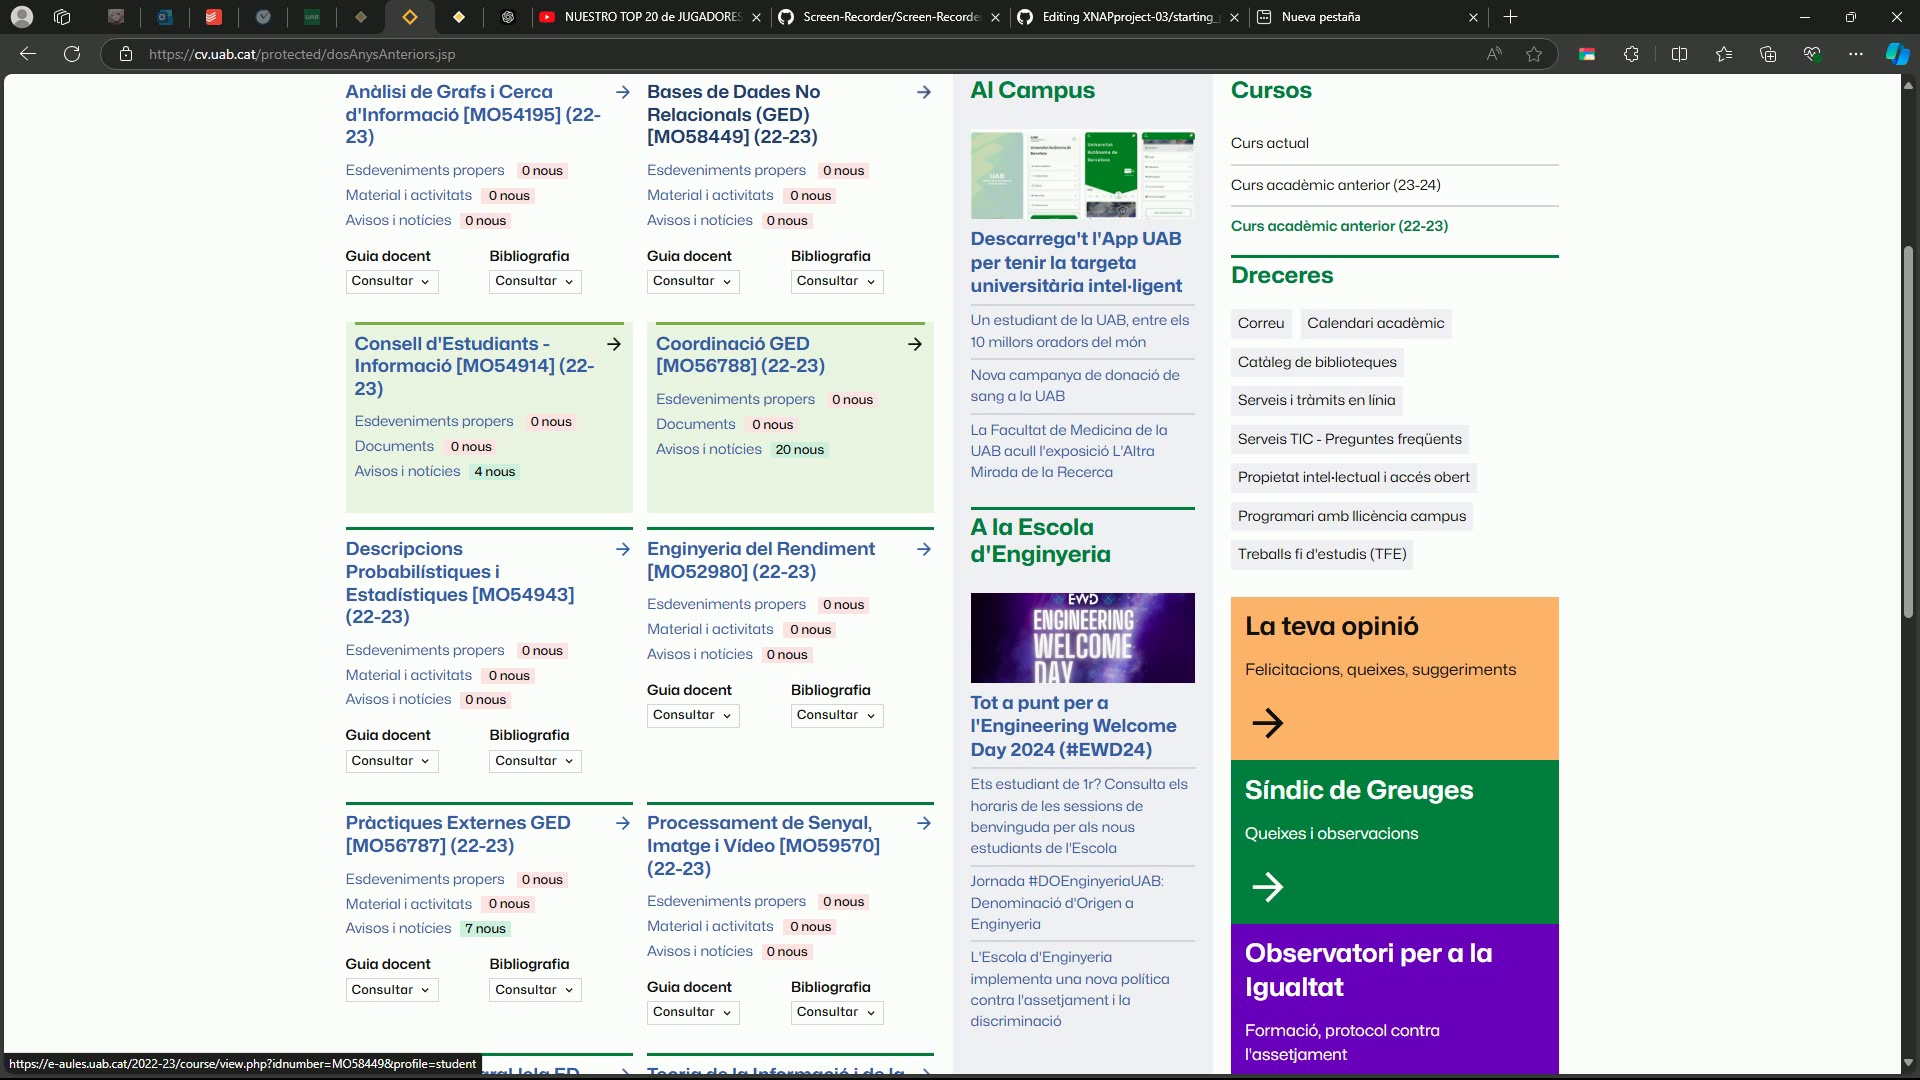 NUESTRO TOP 20 de JUGADORES
Screen-Recorder/Screen-Recorde
Editing XNAPproject-03/starting_
Nueva pestaña
https://cv.uab.cat/protected/dosAnysAnteriors.jsp
Anàlisi de Grafs i Cerca
d'Informació [MO54195] (22-
23)
Esdeveniments propers 0 nous
Material i activitats 0 nous
Avisos i notícies 0 nous
Guia docent Bibliografia
Consultar Consultar
Bases de Dades No
Relacionals (GED)
[MO58449] (22-23)
Esdeveniments propers 0 nous
Material i activitats 0 nous
Avisos i notícies 0 nous
Guia docent Bibliografia
Consultar Consultar
Consell d'Estudiants -
Informació [MO54914] (22-
23)
Esdeveniments propers 0 nous
Documents 0 nous
Avisos i notícies 4 nous
Coordinació GED
[MO56788] (22-23)
Esdeveniments propers 0 nous
Documents 0 nous
Avisos i notícies 20 nous
Descripcions
Probabilístiques i
Estadístiques [MO54943]
(22-23)
Esdeveniments propers 0 nous
Material i activitats 0 nous
Avisos i notícies 0 nous
Guia docent Bibliografia
Consultar Consultar
Enginyeria del Rendiment
[MO52980] (22-23)
Esdeveniments propers 0 nous
Material i activitats 0 nous
Avisos i notícies 0 nous
Guia docent Bibliografia
Consultar Consultar
Pràctiques Externes GED
[MO56787] (22-23)
Esdeveniments propers 0 nous
Material i activitats 0 nous
Avisos i notícies 7 nous
Guia docent Bibliografia
Consultar Consultar
Processament de Senyal,
Imatge i Vídeo [MO59570]
(22-23)
Esdeveniments propers 0 nous
Material i activitats 0 nous
Avisos i notícies 0 nous
Guia docent Bibliografia
Consultar Consultar
Teoria de la Informació i de la
Al Campus
Descarrega't l'App UAB
per tenir la targeta
universitària intel·ligent
Un estudiant de la UAB, entre els
10 millors oradors del món
Nova campanya de donació de
sang a la UAB
La Facultat de Medicina de la
UAB acull l'exposició L'Altra
Mirada de la Recerca
A la Escola
d'Enginyeria
EWD
ENGINEERING
WELCOME
DAY
Tot a punt per a
l'Engineering Welcome
Day 2024 (#EWD24)
Ets estudiant de 1r? Consulta els
horaris de les sessions de
benvinguda per als nous
estudiants de l'Escola
Jornada #DOEnginyeriaUAB:
Denominació d'Origen a
Enginyeria
L'Escola d'Enginyeria
implementa una nova política
contra l'assetjament i la
discriminació
Cursos
Curs actual
Curs acadèmic anterior (23-24)
Curs acadèmic anterior (22-23)
Dreceres
Correu Calendari acadèmic
Catàleg de biblioteques
Serveis i tràmits en línia
Serveis TIC - Preguntes freqüents
Propietat intel·lectual i accés obert
Programari amb llicència campus
Treballs fi d'estudis (TFE)
La teva opinió
Felicitacions, queixes, suggeriments
Síndic de Greuges
Queixes i observacions
Observatori per a la
Igualtat
Formació, protocol contra
l'assetjament
https://e-aules.uab.cat/2022-23/course/view.php?idnumber=MO58449&profile=student